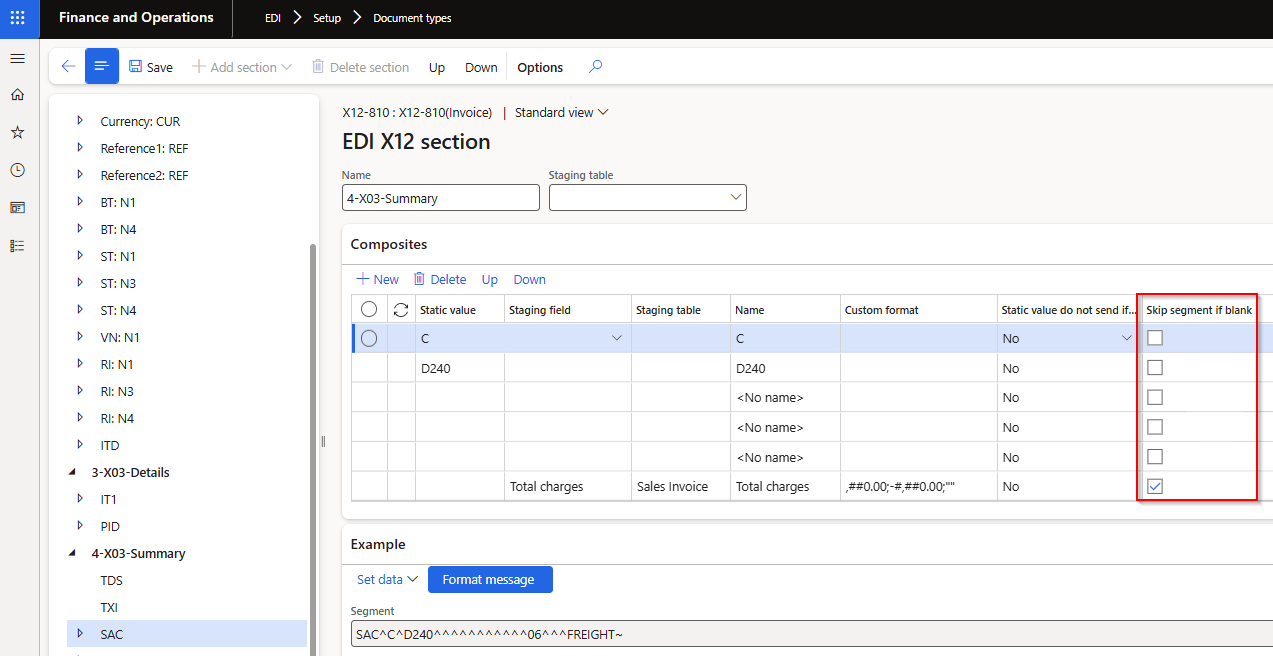 Finance and Operations
EDI > Setup > Document types
Save Add section Delete section Up Down Options
Currency: CUR
Reference1: REF
Reference2: REF
BT: N1
BT: N4
ST: N1
ST: N3
ST: N4
VN: N1
RI: N1
RI: N3
RI: N4
ITD
3-X03-Details
IT1
PID
4-X03-Summary
TDS
TXI
SAC
X12-810 : X12-810(Invoice) | Standard view
EDI X12 section
Name Staging table
4-X03-Summary
Composites
New Delete Up Down
Static value Staging field Staging table Name Custom format Static value do not send if... Skip segment if blank
C C No
D240 D240 No
<No name> No
<No name> No
<No name> No
Total charges Sales Invoice Total charges ,##0.00;-#,##0.00;"" No
Example
Set data Format message
Segment
SAC^C^D240^^^^^^^^^^^06^^^FREIGHT~